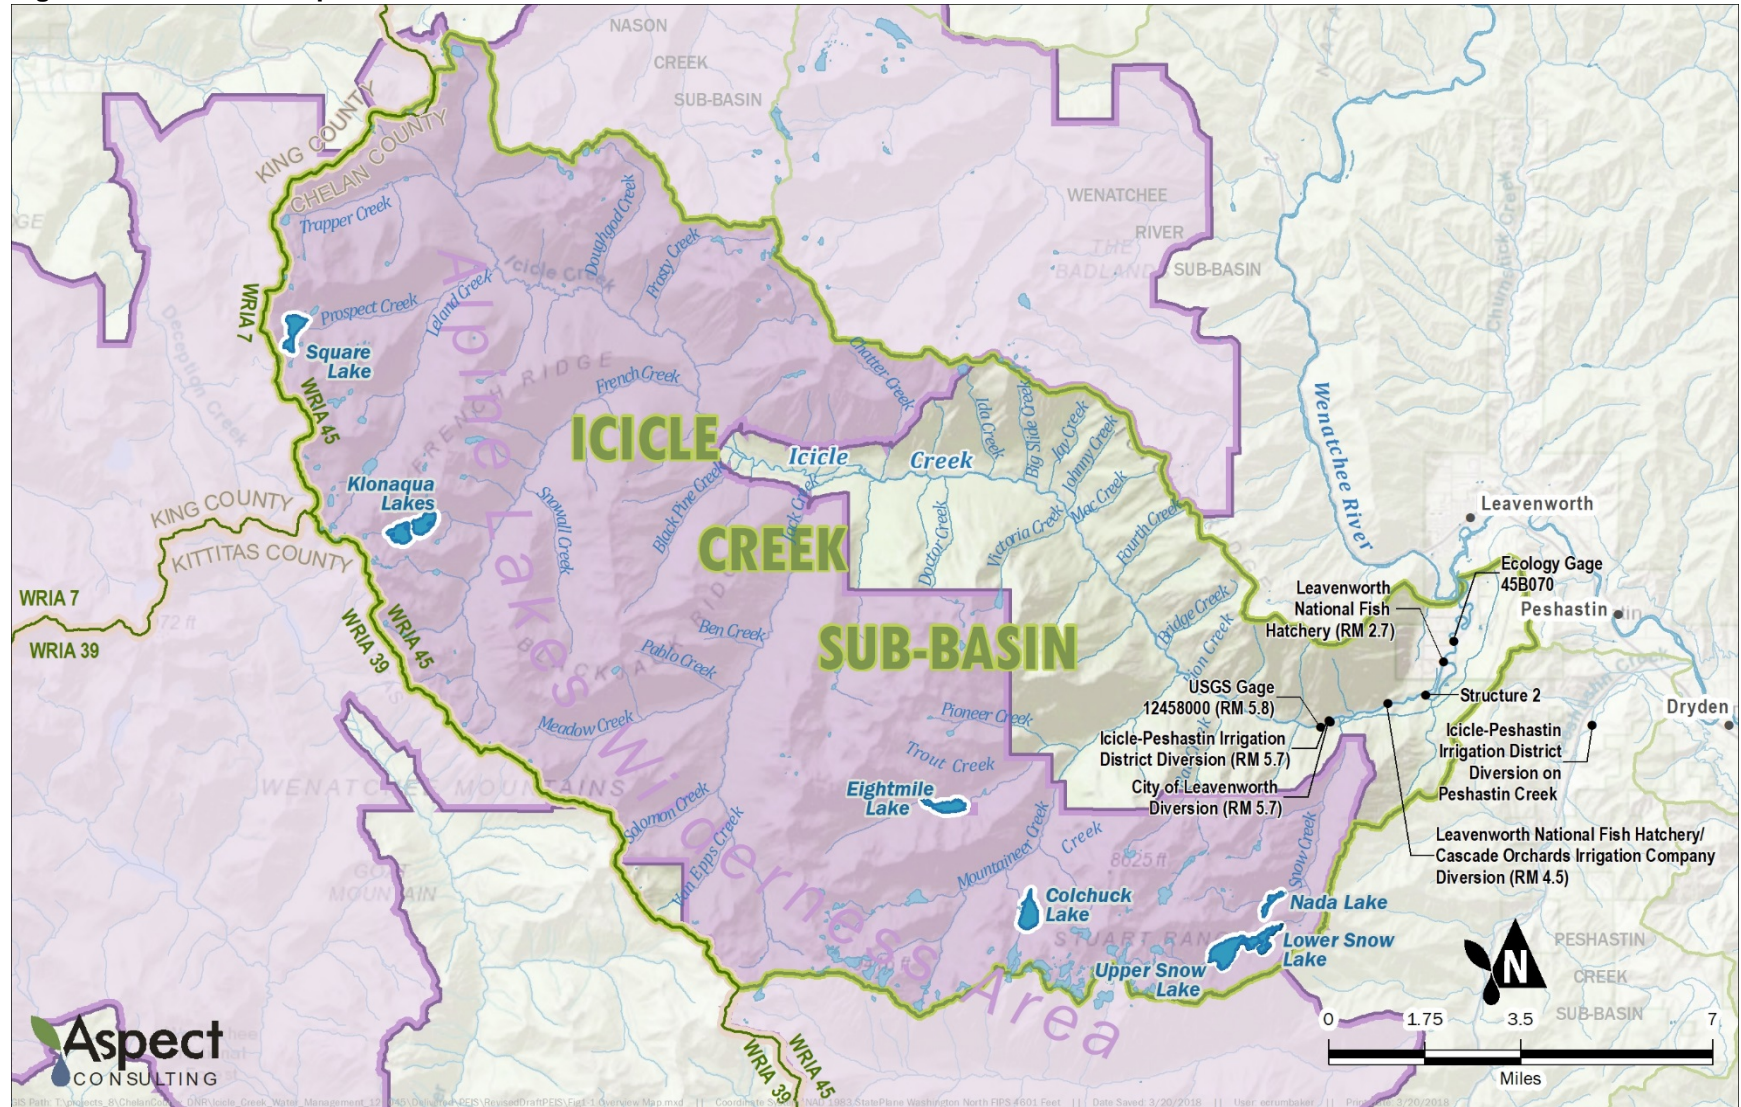 NASON
CREEK
SUB-BASIN
KING COUNTY
CHELAN COUNTY
WENATCHEE
RIVER
SUB-BASIN
THE
BADLANDS
Chumstick Creek
Trapper Creek
Doughgod Creek
Frosty Creek
Icicle Creek
Prospect Creek
Leland Creek
WRIA 7
WRIA 45
Deception Creek
Square
Lake
FRENCH RIDGE
French Creek
Chatter Creek
Ida Creek
Big Slide Creek
Jay Creek
Johnny Creek
Mac Creek
Fourth Creek
Wenatchee River
ICICLE
CREEK
SUB-BASIN
Icicle Creek
Alpine Lakes Wilderness Area
Klonaqua
Lakes
KING COUNTY
KITTITAS COUNTY
Snowall Creek
Black Pine Creek
Jack Creek
Doctor Creek
Victoria Creek
Leavenworth
Ecology Gage
45B070
Peshastin
Leavenworth
National Fish
Hatchery (RM 2.7)
Bridge Creek
WRIA 7
WRIA 39
WRIA 45
WRIA 39
Ben Creek
Pablo Creek
Meadow Creek
Pioneer Creek
Trout Creek
USGS Gage
12458000 (RM 5.8)
Structure 2
Dryden
Icicle-Peshastin Irrigation
District Diversion (RM 5.7)
City of Leavenworth
Diversion (RM 5.7)
Icicle-Peshastin
Irrigation District
Diversion on
Peshastin Creek
Leavenworth National Fish Hatchery/
Cascade Orchards Irrigation Company
Diversion (RM 4.5)
WENATCHEE MOUNTAINS
Eightmile
Lake
Solomon Creek
Van Epps Creek
Mountaineer Creek
Creek
8625 ft
Snow Creek
MOUNTAIN
Colchuck
Lake
Nada Lake
STUART RANGE
Lower Snow
Lake
Upper Snow
Lake
PESHASTIN
CREEK
SUB-BASIN
N
0 1.75 3.5 7
Miles
WRIA 45
WRIA 39
Aspect
CONSULTING